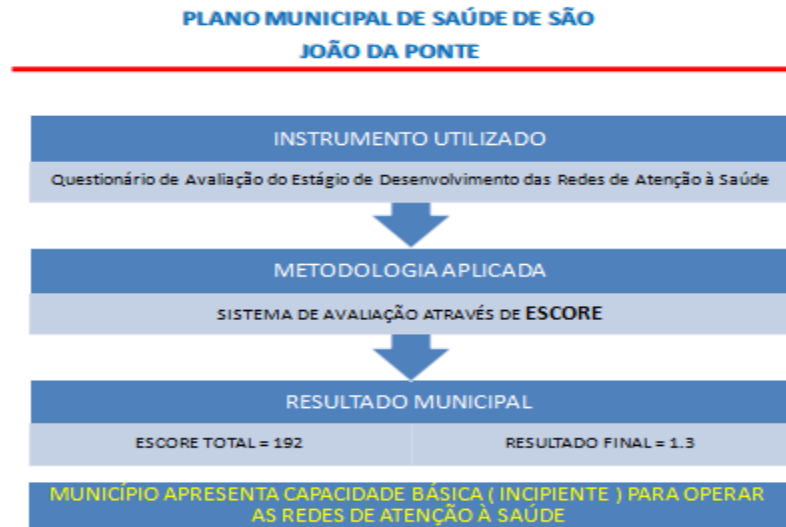 PLANO MUNICIPAL DE SAÚDE DE SÃO
JOÃO DA PONTE
INSTRUMENTO UTILIZADO
Questionário de Avaliação do Estágio de Desenvolvimento das Redes de Atenção à Saúde
METODOLOGIA APLICADA
SISTEMA DE AVALIAÇÃO ATRAVÉS DE ESCORE
RESULTADO MUNICIPAL
ESCORE TOTAL = 192
RESULTADO FINAL = 1.3
MUNICÍPIO APRESENTA CAPACIDADE BÁSICA ( INCIPIENTE ) PARA OPERAR
AS REDES DE ATENÇÃO À SAÚDE